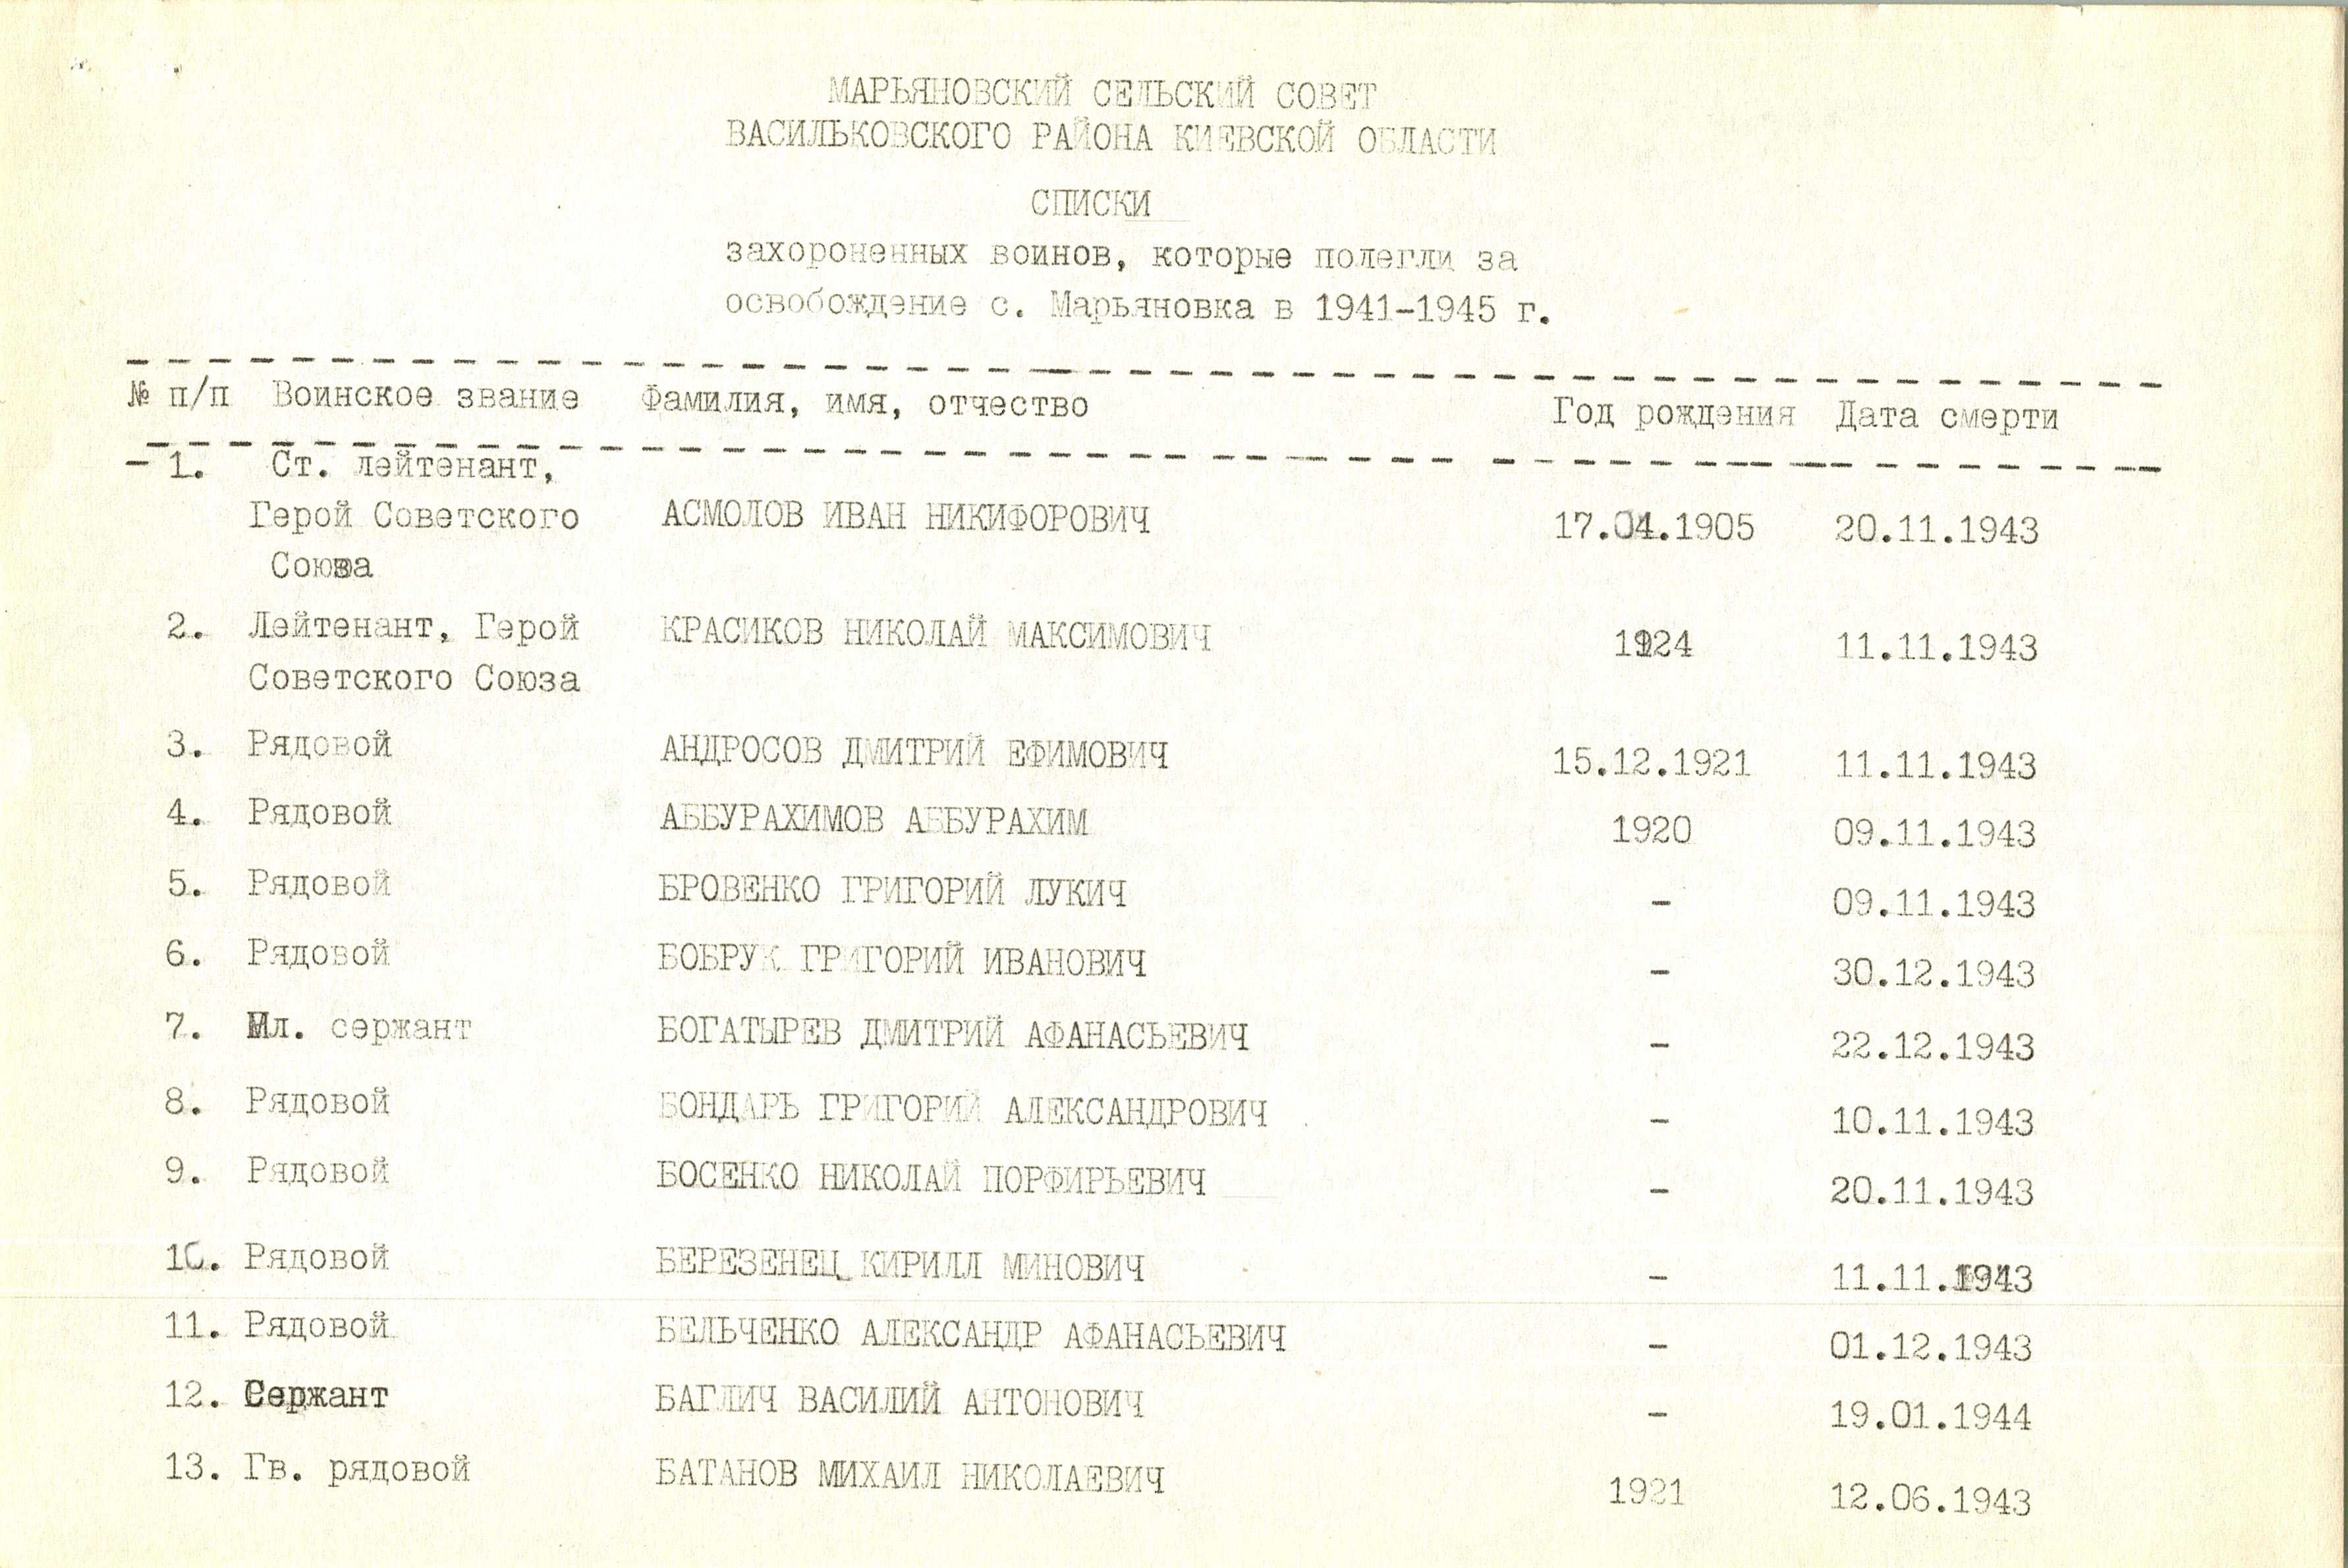 МАРЬЯНОВСКИЙ СЕЛЬСКИЙ СОВЕТ
ВАСИЛЬКОВСКОГО РАЙОНА КИЕВСКОЙ ОБЛАСТИ
СПИСКИ
захороненных воинов, которые полегли за
освобождение с. Марьяновка в 1941-1945 г.
№ п/п Воинское звание Фамилия, имя, отчество Год рождения Дата смерти
1. Ст. лейтенант,
Герой Советского АСМОЛОВ ИВАН НИКИФОРОВИЧ 17.04.1905 20.11.1943
Союза
2. Лейтенант, Герой КРАСИКОВ НИКОЛАЙ МАКСИМОВИЧ 1924 11.11.1943
Советского Союза
3. Рядовой АНДРОСОВ ДМИТРИЙ ЕФИМОВИЧ 15.12.1921 11.11.1943
4. Рядовой АББУРАХИМОВ АББУРАХИМ 1920 09.11.1943
5. Рядовой БРОВЕНКО ГРИГОРИЙ ЛУКИЧ - 09.11.1943
6. Рядовой БОБРУК ГРИГОРИЙ ИВАНОВИЧ - 30.12.1943
7. Мл. сержант БОГАТЫРЕВ ДМИТРИЙ АФАНАСЬЕВИЧ - 22.12.1943
8. Рядовой БОНДАРЬ ГРИГОРИЙ АЛЕКСАНДРОВИЧ - 10.11.1943
9. Рядовой БОСЕНКО НИКОЛАЙ ПОРФИРЬЕВИЧ - 20.11.1943
10. Рядовой БЕРЕЗЕНЕЦ КИРИЛЛ МИНОВИЧ - 11.11.1943
11. Рядовой БЕЛЬЧЕНКО АЛЕКСАНДР АФАНАСЬЕВИЧ - 01.12.1943
12. Сержант БАГЛИЧ ВАСИЛИЙ АНТОНОВИЧ - 19.01.1944
13. Гв. рядовой БАТАНОВ МИХАИЛ НИКОЛАЕВИЧ 1921 12.06.1943